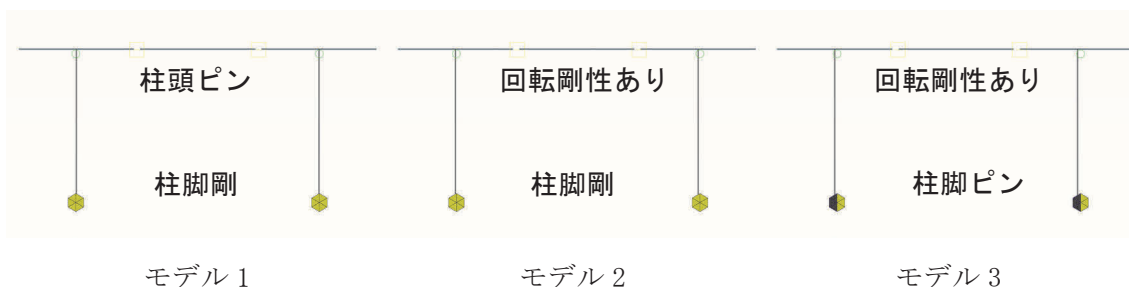 柱頭ピン
回転剛性あり
回転剛性あり
柱脚剛
柱脚剛
柱脚ピン
モデル 1
モデル 2
モデル 3